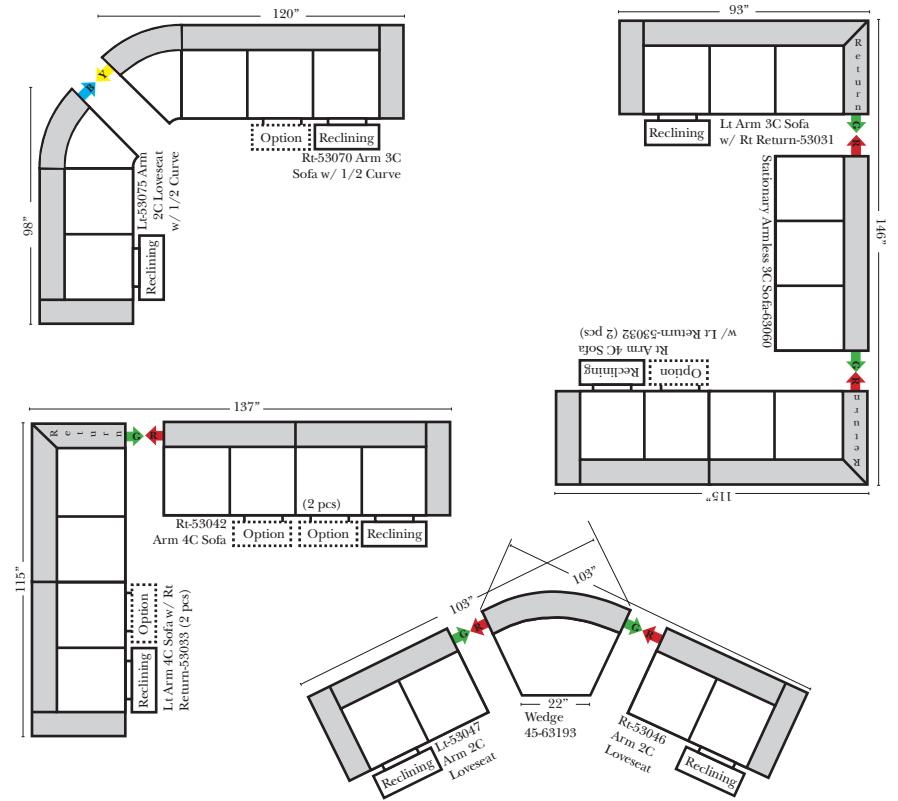 120”
Y
B
Option
Reclining
Rt-53070 Arm 3C
Sofa w/ 1/2 Curve
98”
Lt-53075 Arm
2C Loveseat
w/ 1/2 Curve
Reclining
93”
Return
Reclining
Lt Arm 3C Sofa
w/ Rt Return-53031
G
R
146”
Stationary Armless 3C Sofa-63060
G
R
Rt Arm 4C Sofa
w/ Lt Return-53032 (2 pcs)
Reclining
Option
Return
115”
137”
Return
G
R
(2 pcs)
Rt-53042
Arm 4C Sofa
Option
Option
Reclining
115”
Option
Reclining
Lt Arm 4C Sofa w/ Rt
Return-53033 (2 pcs)
103”
103”
G
R
G
R
22”
Wedge
45-63193
Lt-53047
Arm 2C
Loveseat
Reclining
Rt-53046
Arm 2C
Loveseat
Reclining